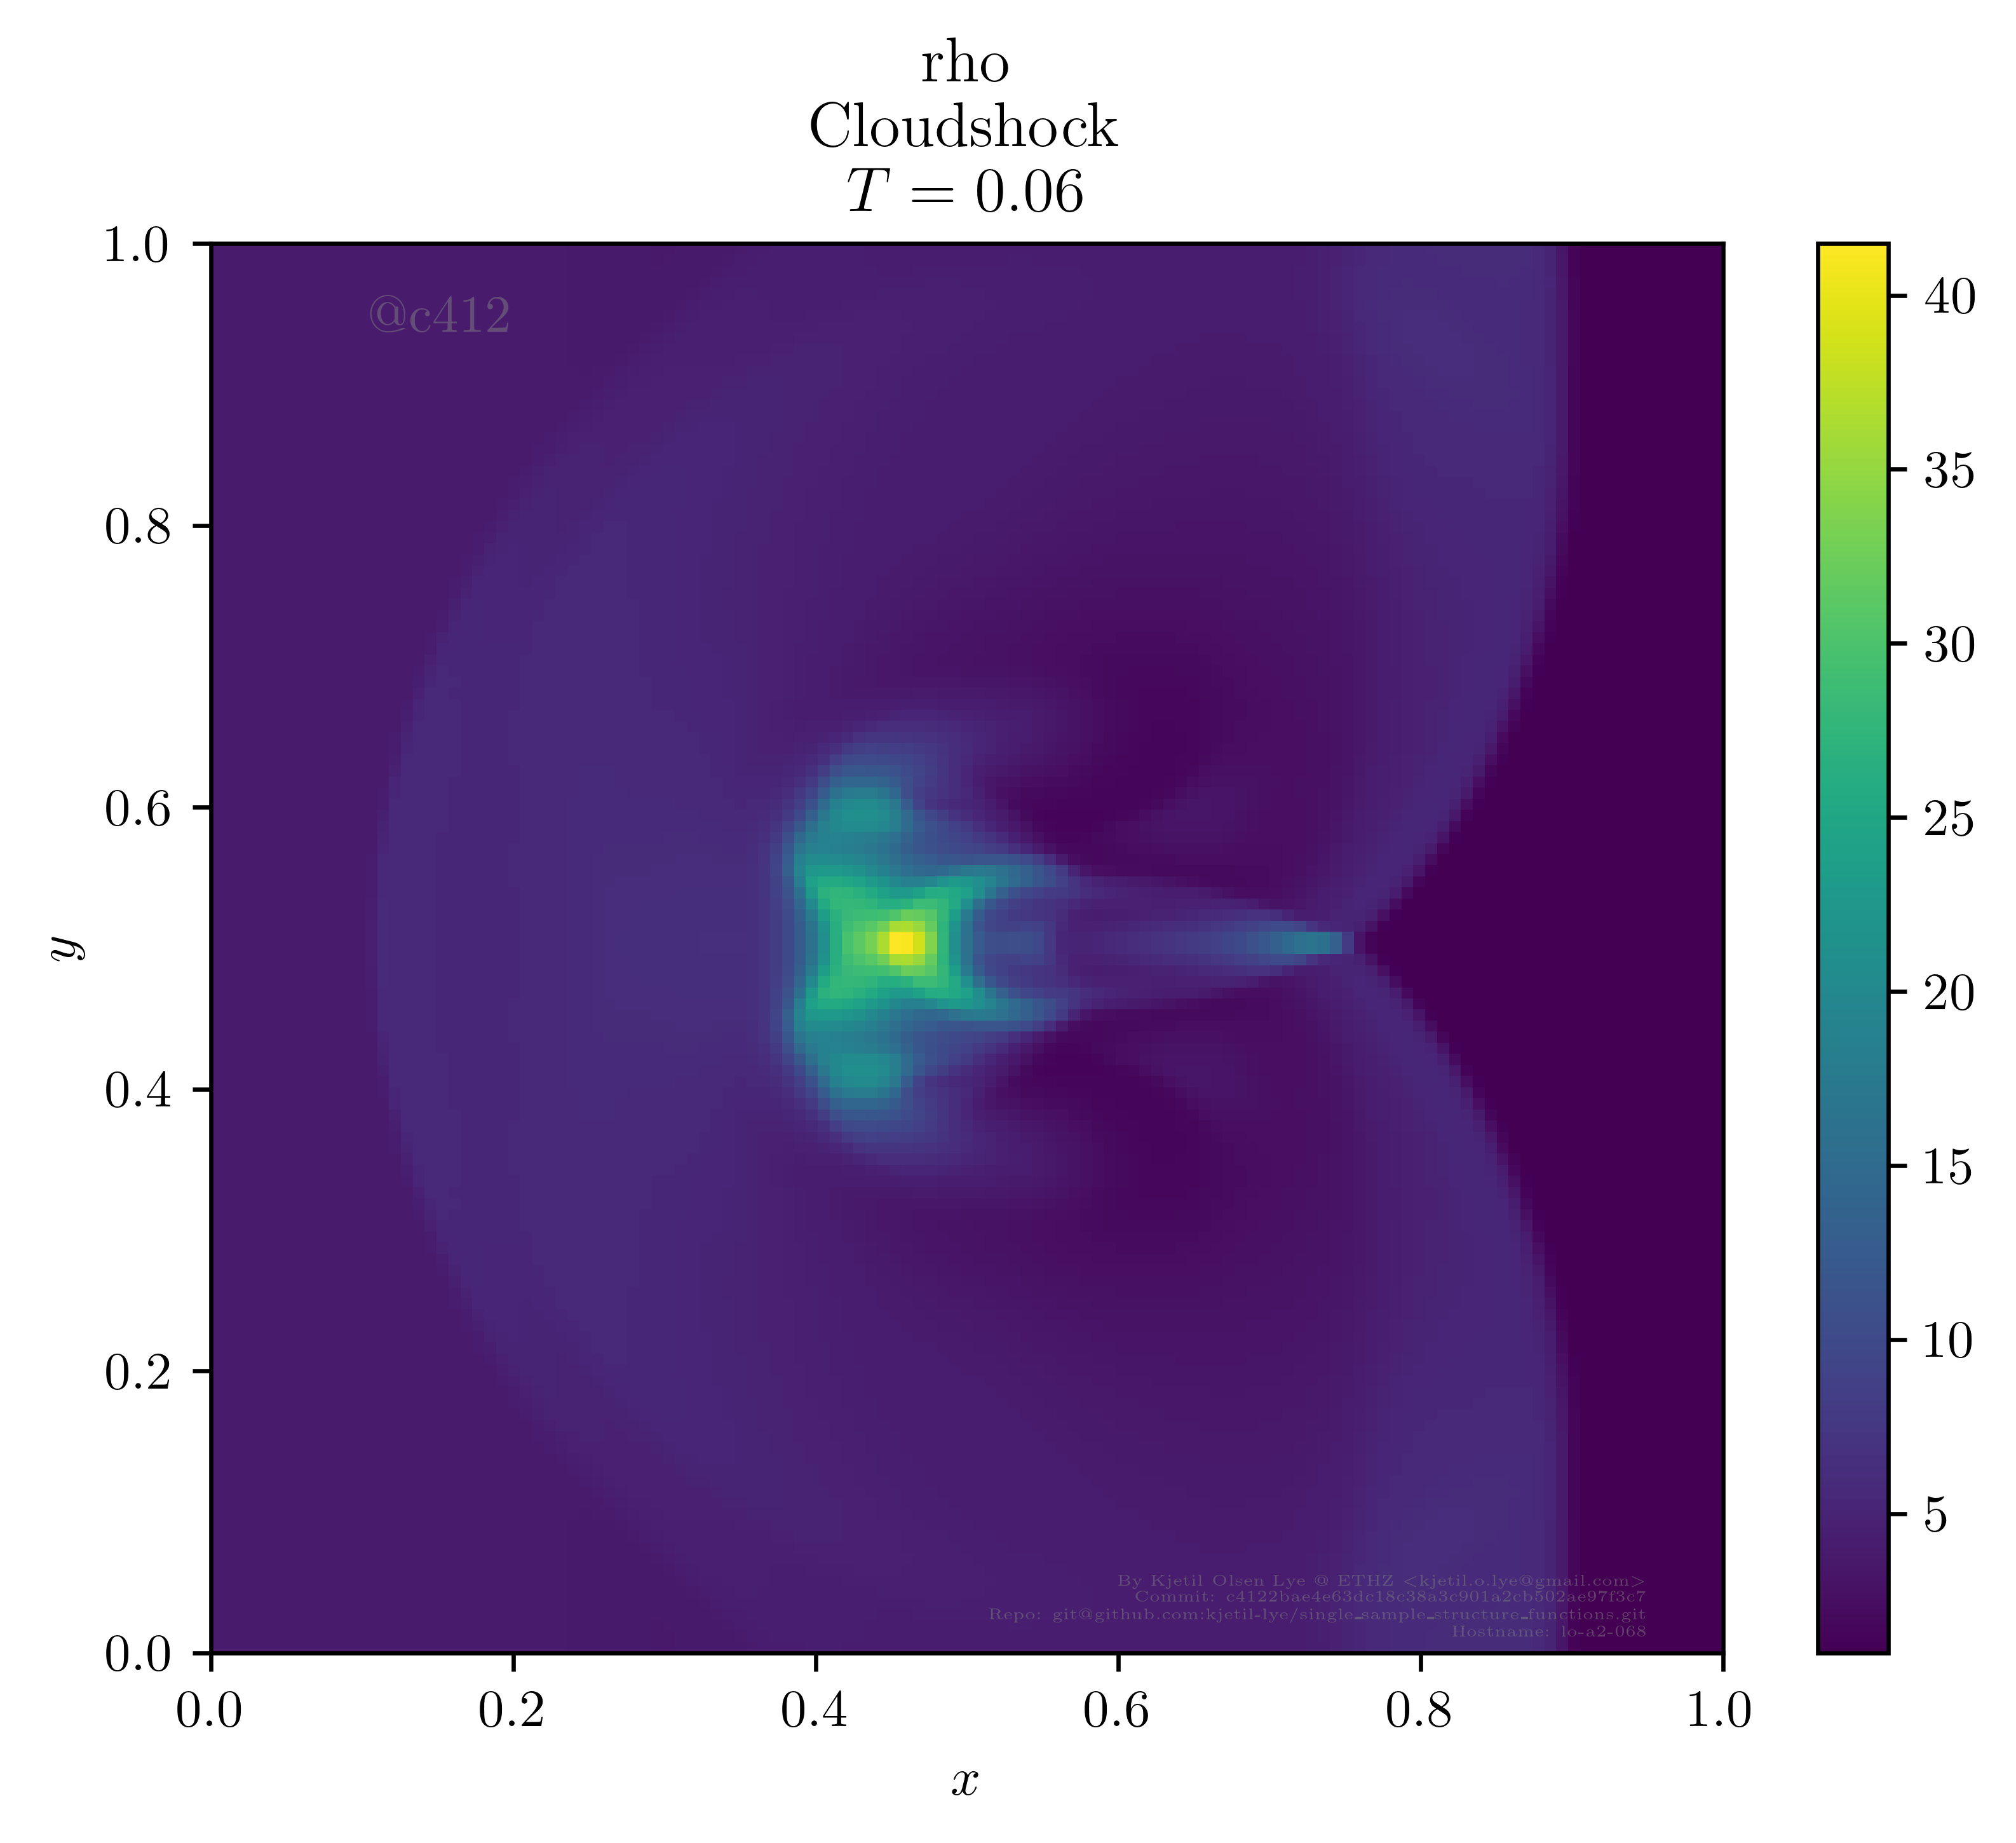 rho
Cloudshock
T = 0.06
@c412
1.0
0.8
0.6
0.4
0.2
0.0
y
0.0 0.2 0.4 0.6 0.8 1.0
x
40
35
30
25
20
15
10
5
By Kjetil Olsen Lye @ ETHZ <kjetil.o.lye@gmail.com>
Commit: c4122bae4e63dc18c38a3c901a2cb502ae97f3c7
Repo: git@github.com:kjetil-lye/single_sample_structure_functions.git
Hostname: lo-a2-068